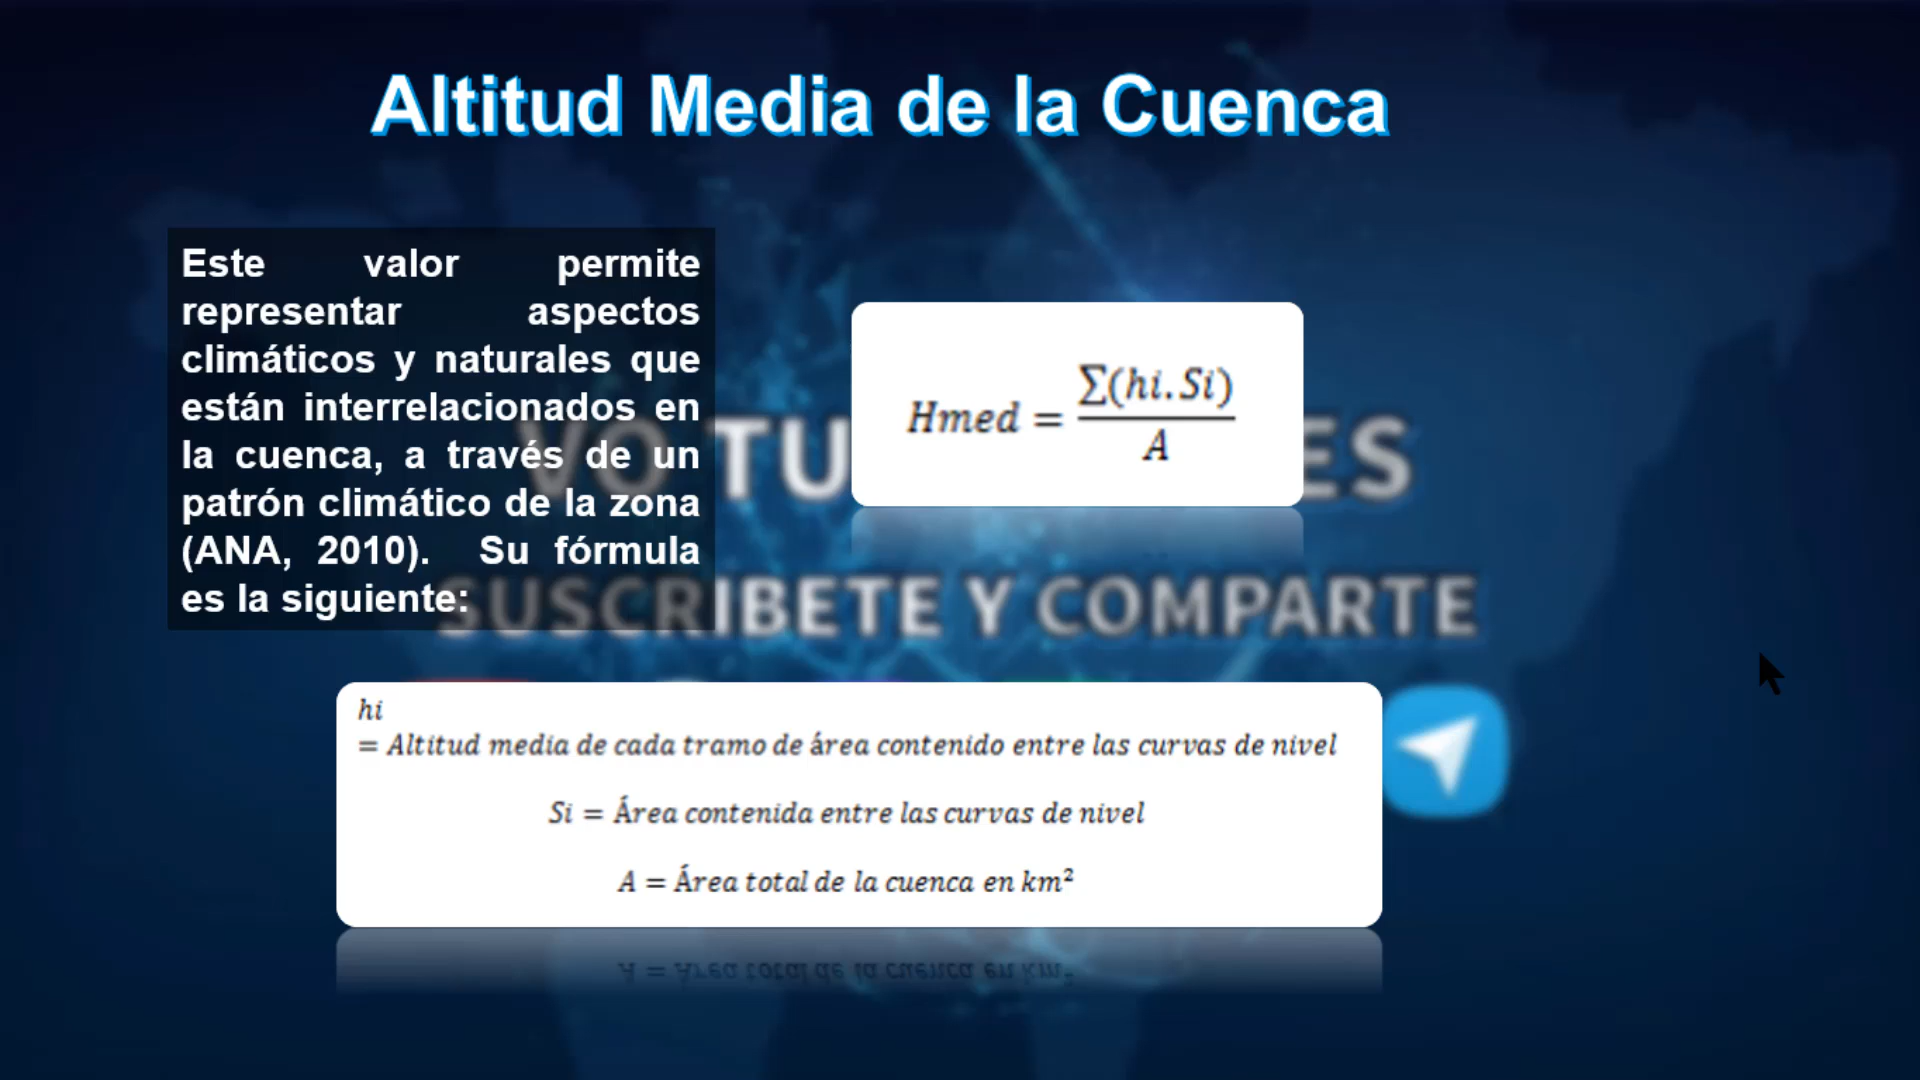 Altitud Media de la Cuenca
Este valor permite
representar aspectos
climáticos y naturales que
están interrelacionados en
la cuenca, a través de un
patrón climático de la zona
(ANA, 2010). Su fórmula
es la siguiente:
Hmed = ∑(hi.Si) / A
VO TU ES
SUSCRIBETE Y COMPARTE
hi
= Altitud media de cada tramo de área contenido entre las curvas de nivel
Si = Área contenida entre las curvas de nivel
A = Área total de la cuenca en km²